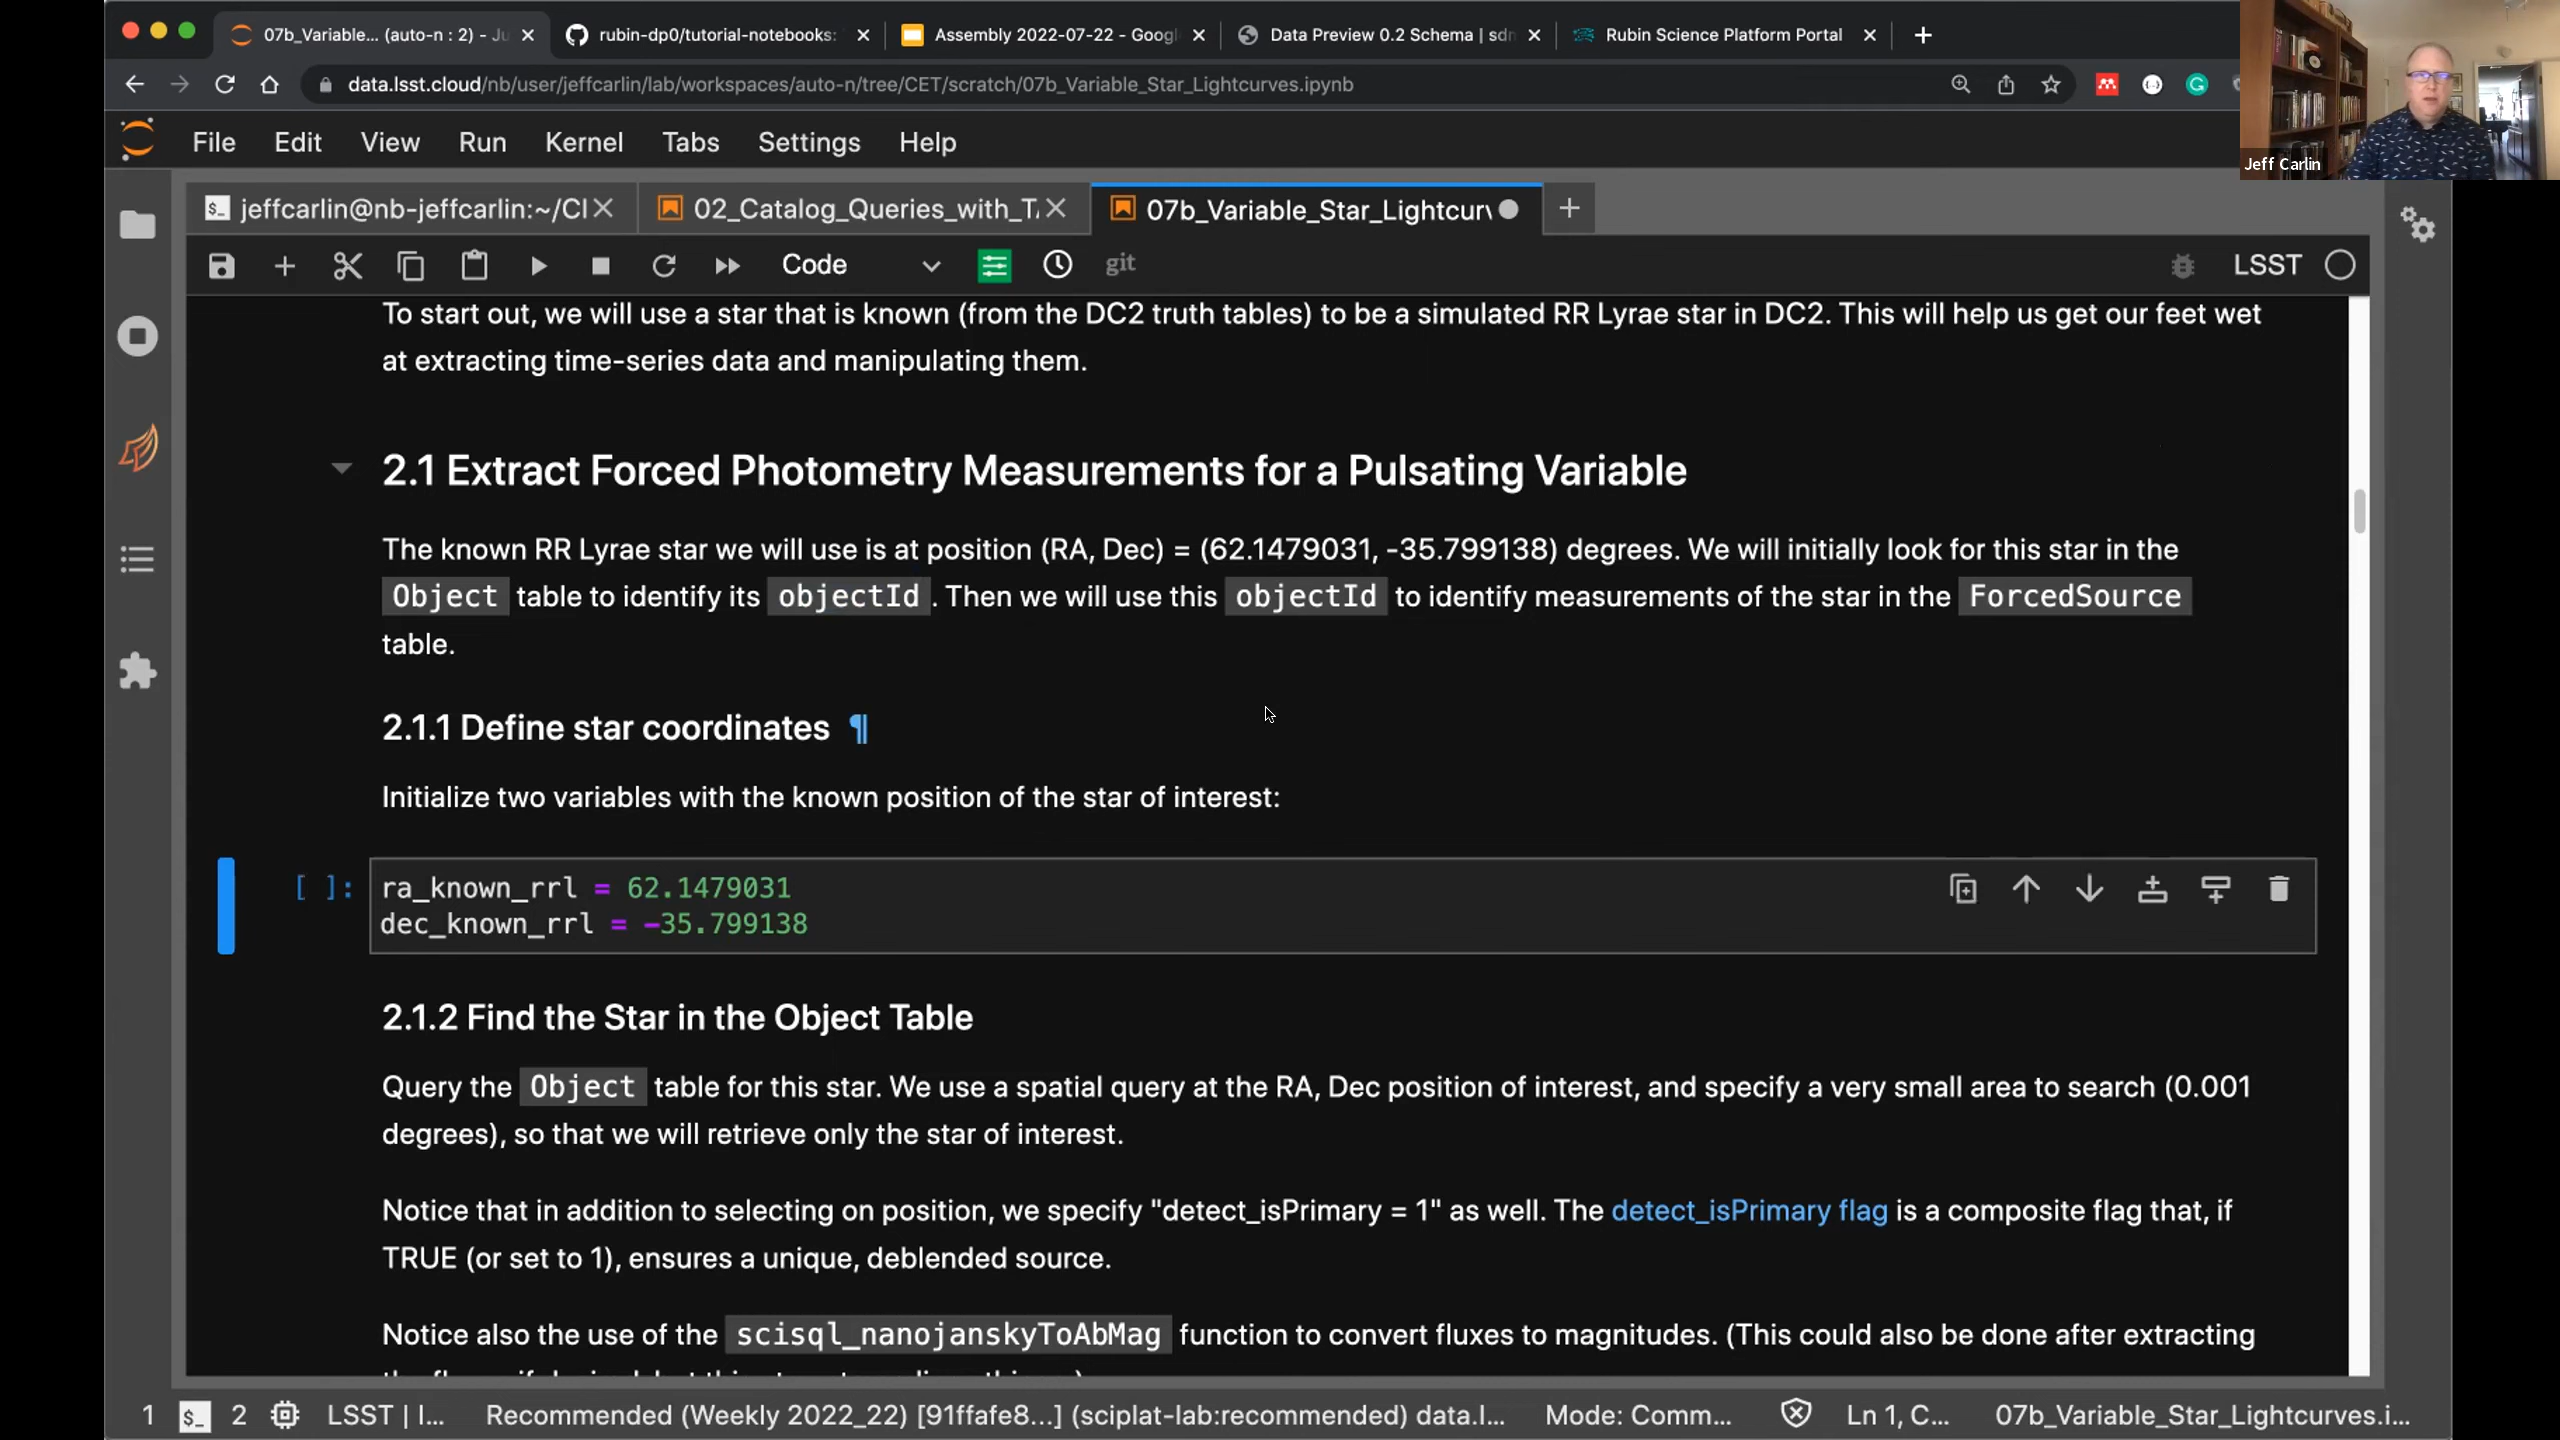 07b_Variable... (auto-n : 2) - Ju
rubin-dp0/tutorial-notebooks:
Assembly 2022-07-22 - Googl
Data Preview 0.2 Schema | sdn
Rubin Science Platform Portal
data.lsst.cloud/nb/user/jeffcarlin/lab/workspaces/auto-n/tree/CET/scratch/07b_Variable_Star_Lightcurves.ipynb
Jeff Carlin
File Edit View Run Kernel Tabs Settings Help
jeffcarlin@nb-jeffcarlin:~/CI
02_Catalog_Queries_with_T
07b_Variable_Star_Lightcurv
Code
git
LSST
To start out, we will use a star that is known (from the DC2 truth tables) to be a simulated RR Lyrae star in DC2. This will help us get our feet wet
at extracting time-series data and manipulating them.
2.1 Extract Forced Photometry Measurements for a Pulsating Variable
The known RR Lyrae star we will use is at position (RA, Dec) = (62.1479031, -35.799138) degrees. We will initially look for this star in the
Object table to identify its objectId . Then we will use this objectId to identify measurements of the star in the ForcedSource
table.
2.1.1 Define star coordinates ¶
Initialize two variables with the known position of the star of interest:
[ ]: ra_known_rrl = 62.1479031
dec_known_rrl = -35.799138
2.1.2 Find the Star in the Object Table
Query the Object table for this star. We use a spatial query at the RA, Dec position of interest, and specify a very small area to search (0.001
degrees), so that we will retrieve only the star of interest.
Notice that in addition to selecting on position, we specify "detect_isPrimary = 1" as well. The detect_isPrimary flag is a composite flag that, if
TRUE (or set to 1), ensures a unique, deblended source.
Notice also the use of the scisql_nanojanskyToAbMag function to convert fluxes to magnitudes. (This could also be done after extracting
1 $_ 2 LSST | I... Recommended (Weekly 2022_22) [91ffafe8...] (sciplat-lab:recommended) data.l... Mode: Comm... Ln 1, C... 07b_Variable_Star_Lightcurves.i...